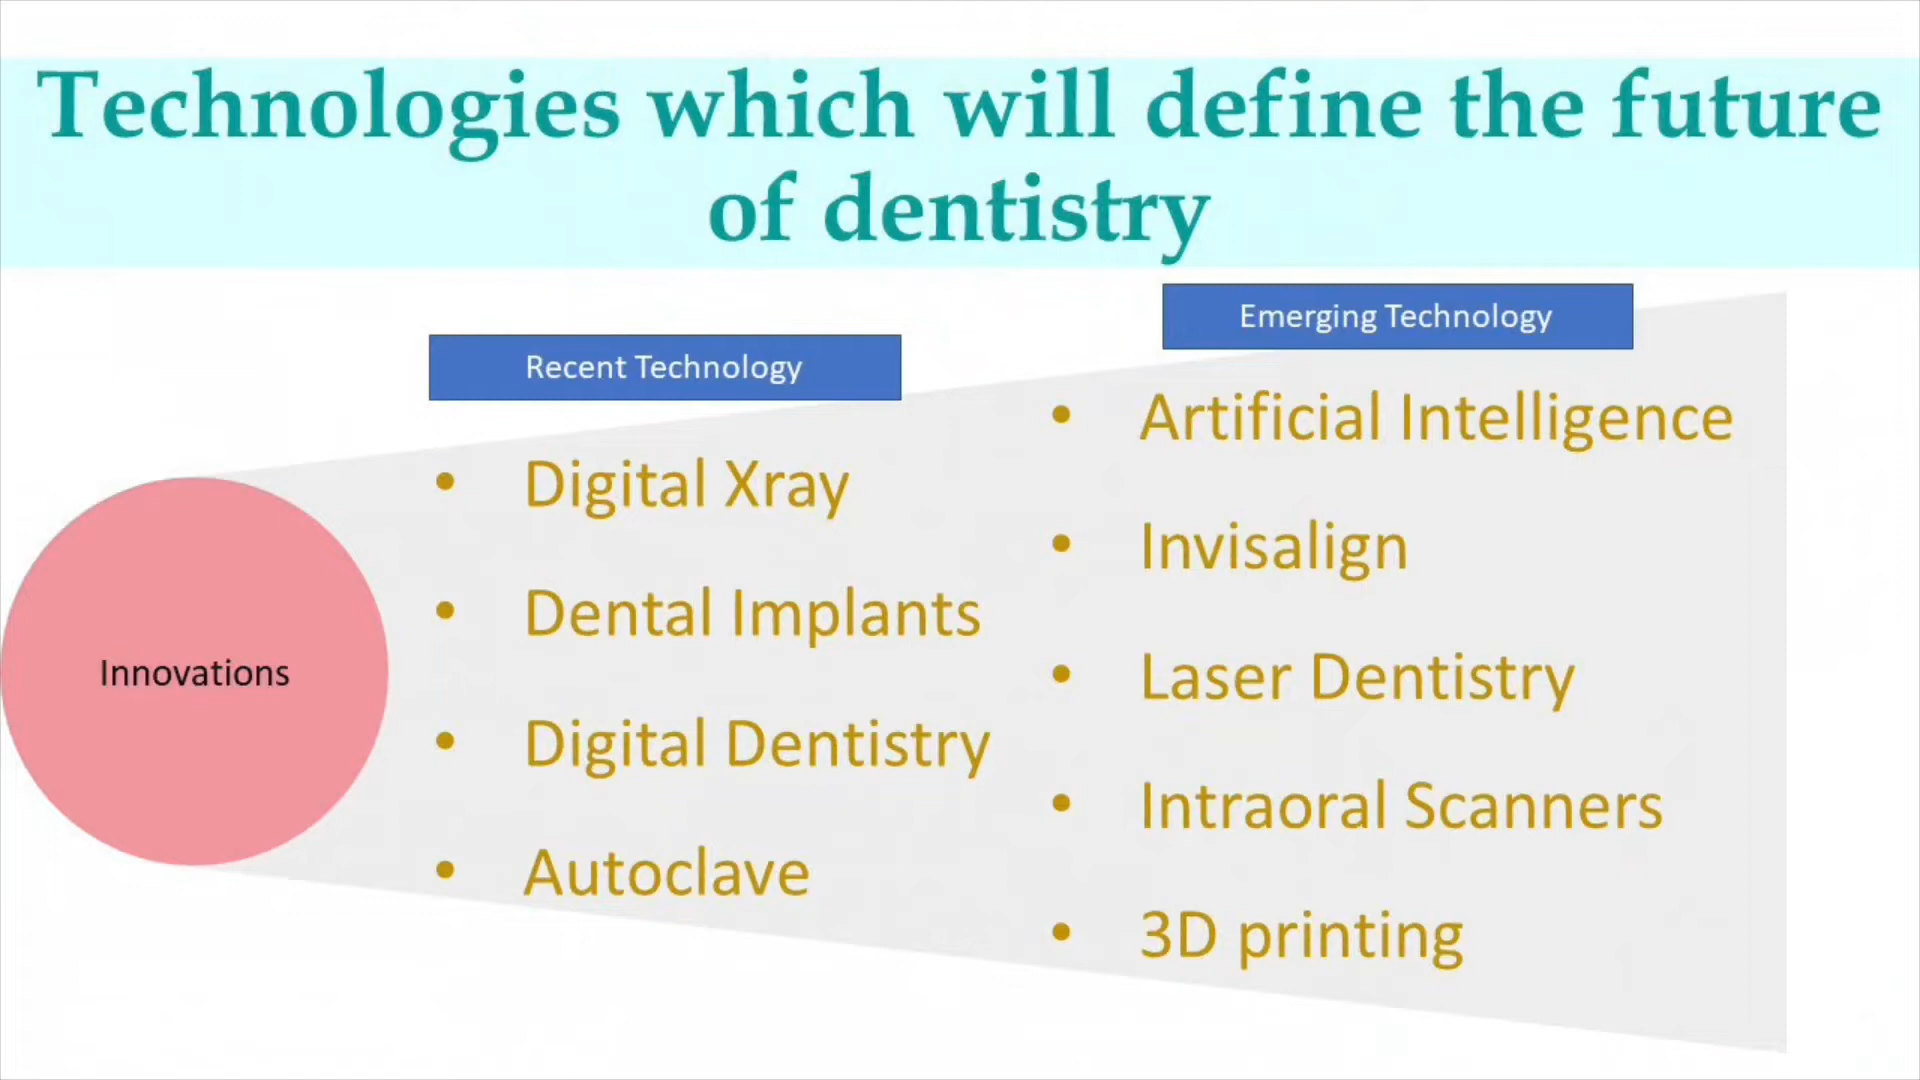 Technologies which will define the future
of dentistry
Innovations
Recent Technology
• Digital Xray
• Dental Implants
• Digital Dentistry
• Autoclave
Emerging Technology
• Artificial Intelligence
• Invisalign
• Laser Dentistry
• Intraoral Scanners
• 3D printing